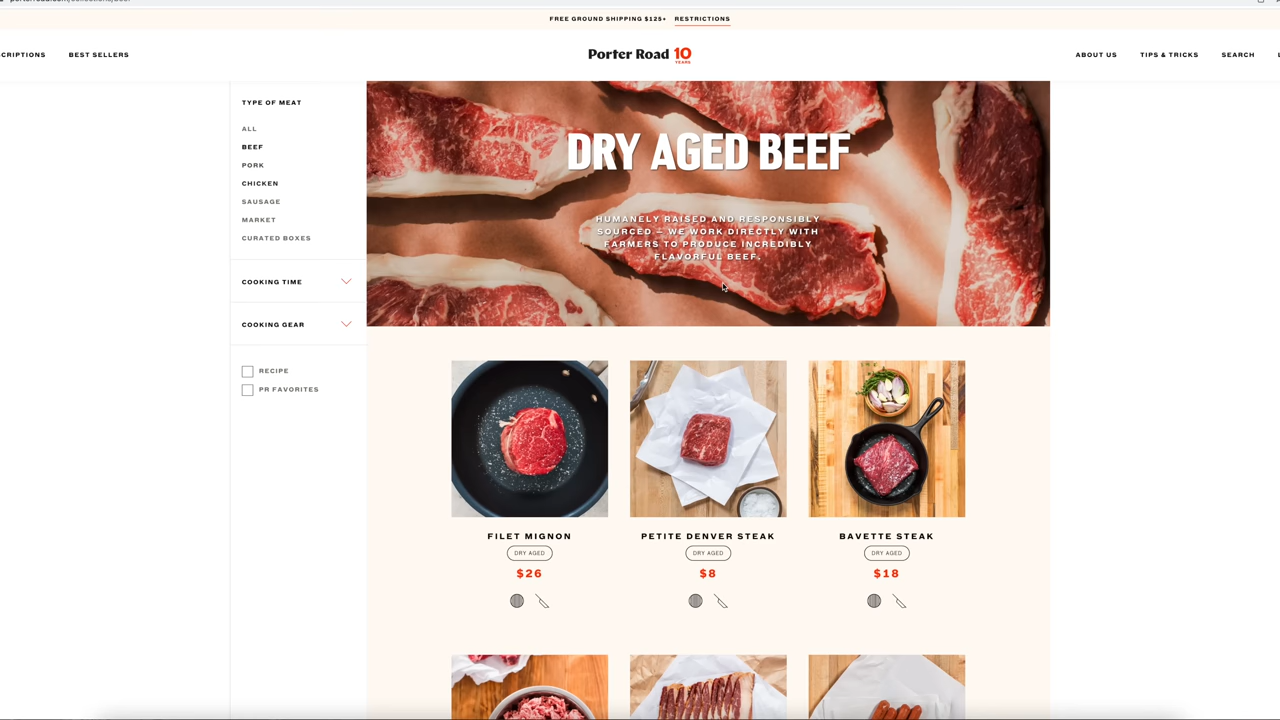 FREE GROUND SHIPPING $125+ RESTRICTIONS
BEST SELLERS
Porter Road 10 YEARS
ABOUT US
TIPS & TRICKS
SEARCH
TYPE OF MEAT
ALL
BEEF
PORK
CHICKEN
SAUSAGE
MARKET
CURATED BOXES
COOKING TIME
COOKING GEAR
RECIPE
PR FAVORITES
DRY AGED BEEF
HUMANELY RAISED AND RESPONSIBLY
SOURCED — WE WORK DIRECTLY WITH
FARMERS TO PRODUCE INCREDIBLY
FLAVORFUL BEEF.
FILET MIGNON
DRY AGED
$26
PETITE DENVER STEAK
DRY AGED
$8
BAVETTE STEAK
DRY AGED
$18